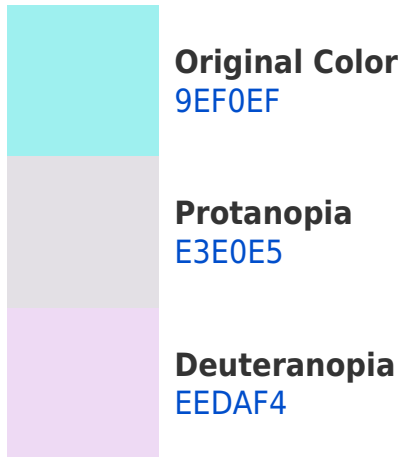 Original Color
9EF0EF
Protanopia
E3E0E5
Deuteranopia
EEDAF4